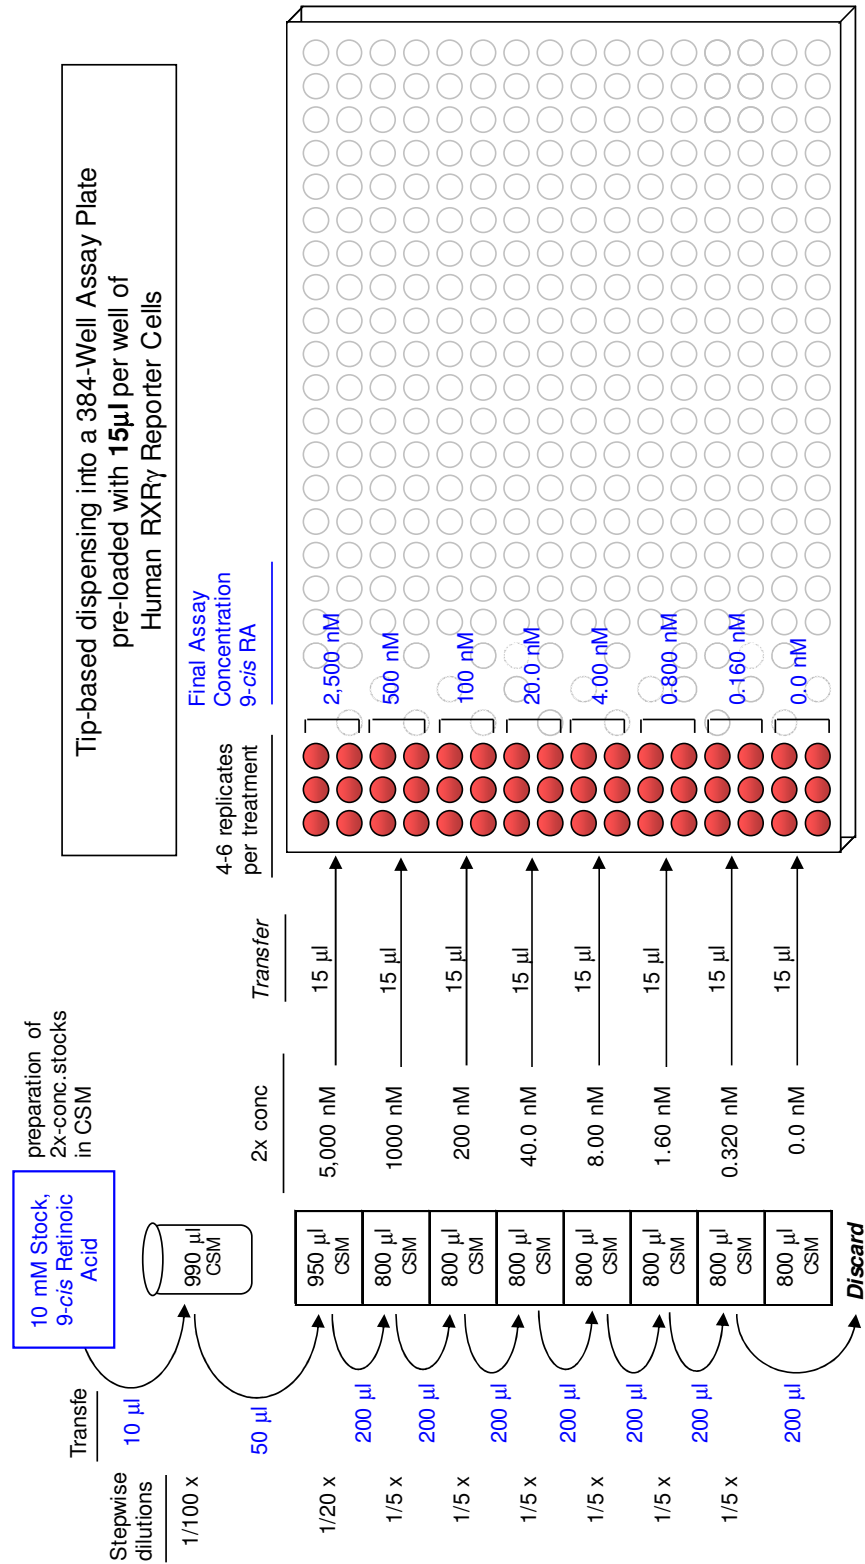 Tip-based dispensing into a 384-Well Assay Plate
pre-loaded with 15µl per well of
Human RXRγ Reporter Cells
Stepwise
dilutions
Transfe
10 mM Stock,
9-cis Retinoic
Acid
preparation of
2x-conc.stocks
in CSM
2x conc
Transfer
4-6 replicates
per treatment
Final Assay
Concentration
9-cis RA
1/100 x
10 µl
990 µl
CSM
50 µl
1/20 x
950 µl
CSM
5,000 nM
15 µl
2,500 nM
200 µl
1/5 x
800 µl
CSM
1000 nM
15 µl
500 nM
200 µl
1/5 x
800 µl
CSM
200 nM
15 µl
100 nM
200 µl
1/5 x
800 µl
CSM
40.0 nM
15 µl
20.0 nM
200 µl
1/5 x
800 µl
CSM
8.00 nM
15 µl
4.00 nM
200 µl
1/5 x
800 µl
CSM
1.60 nM
15 µl
0.800 nM
200 µl
1/5 x
800 µl
CSM
0.320 nM
15 µl
0.160 nM
200 µl
800 µl
CSM
0.0 nM
15 µl
0.0 nM
Discard